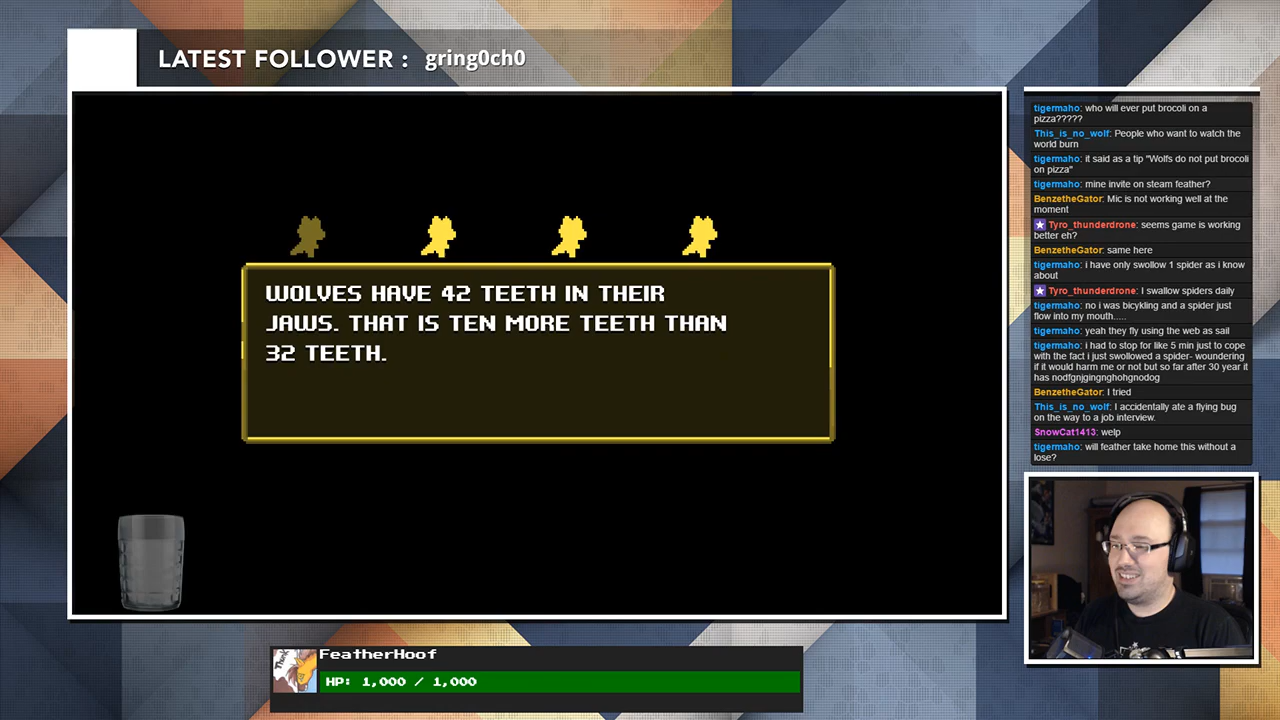 LATEST FOLLOWER : gring0ch0
WOLVES HAVE 42 TEETH IN THEIR
JAWS. THAT IS TEN MORE TEETH THAN
32 TEETH.
tigermaho: who will ever put brocoli on a
pizza?????
This_is_no_wolf: People who want to watch the
world burn
tigermaho: it said as a tip "Wolfs do not put brocoli
on pizza"
tigermaho: mine invite on steam feather?
BenzetheGator: Mic is not working well at the
moment
Tyro_thunderdrone: seems game is working
better eh?
BenzetheGator: same here
tigermaho: i have only swollow 1 spider as i know
about
Tyro_thunderdrone: I swallow spiders daily
tigermaho: no i was bicykling and a spider just
flow into my mouth.....
tigermaho: yeah they fly using the web as sail
tigermaho: i had to stop for like 5 min just to cope
with the fact i just swollowed a spider- woundering
if it would harm me or not but so far after 30 year it
has nodfgnjgingnghohgnodog
BenzetheGator: I tried
This_is_no_wolf: I accidentally ate a flying bug
on the way to a job interview.
SnowCat1413: welp
tigermaho: will feather take home this without a
lose?
Think
FeatherHoof
HP: 1,000 / 1,000